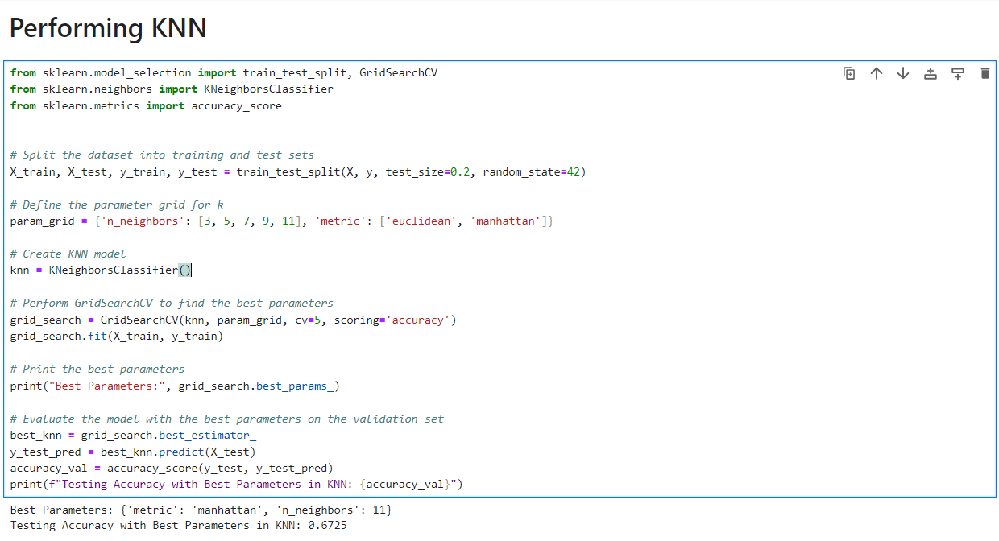 Performing KNN
from sklearn.model_selection import train_test_split, GridSearchCV
from sklearn.neighbors import KNeighborsClassifier
from sklearn.metrics import accuracy_score
# Split the dataset into training and test sets
X_train, X_test, y_train, y_test = train_test_split(X, y, test_size=0.2, random_state=42)
# Define the parameter grid for k
param_grid = {'n_neighbors': [3, 5, 7, 9, 11], 'metric': ['euclidean', 'manhattan']}
# Create KNN model
knn = KNeighborsClassifier()
# Perform GridSearchCV to find the best parameters
grid_search = GridSearchCV(knn, param_grid, cv=5, scoring='accuracy')
grid_search.fit(X_train, y_train)
# Print the best parameters
print("Best Parameters:", grid_search.best_params_)
# Evaluate the model with the best parameters on the validation set
best_knn = grid_search.best_estimator_
y_test_pred = best_knn.predict(X_test)
accuracy_val = accuracy_score(y_test, y_test_pred)
print(f"Testing Accuracy with Best Parameters in KNN: {accuracy_val}")
Best Parameters: {'metric': 'manhattan', 'n_neighbors': 11}
Testing Accuracy with Best Parameters in KNN: 0.6725